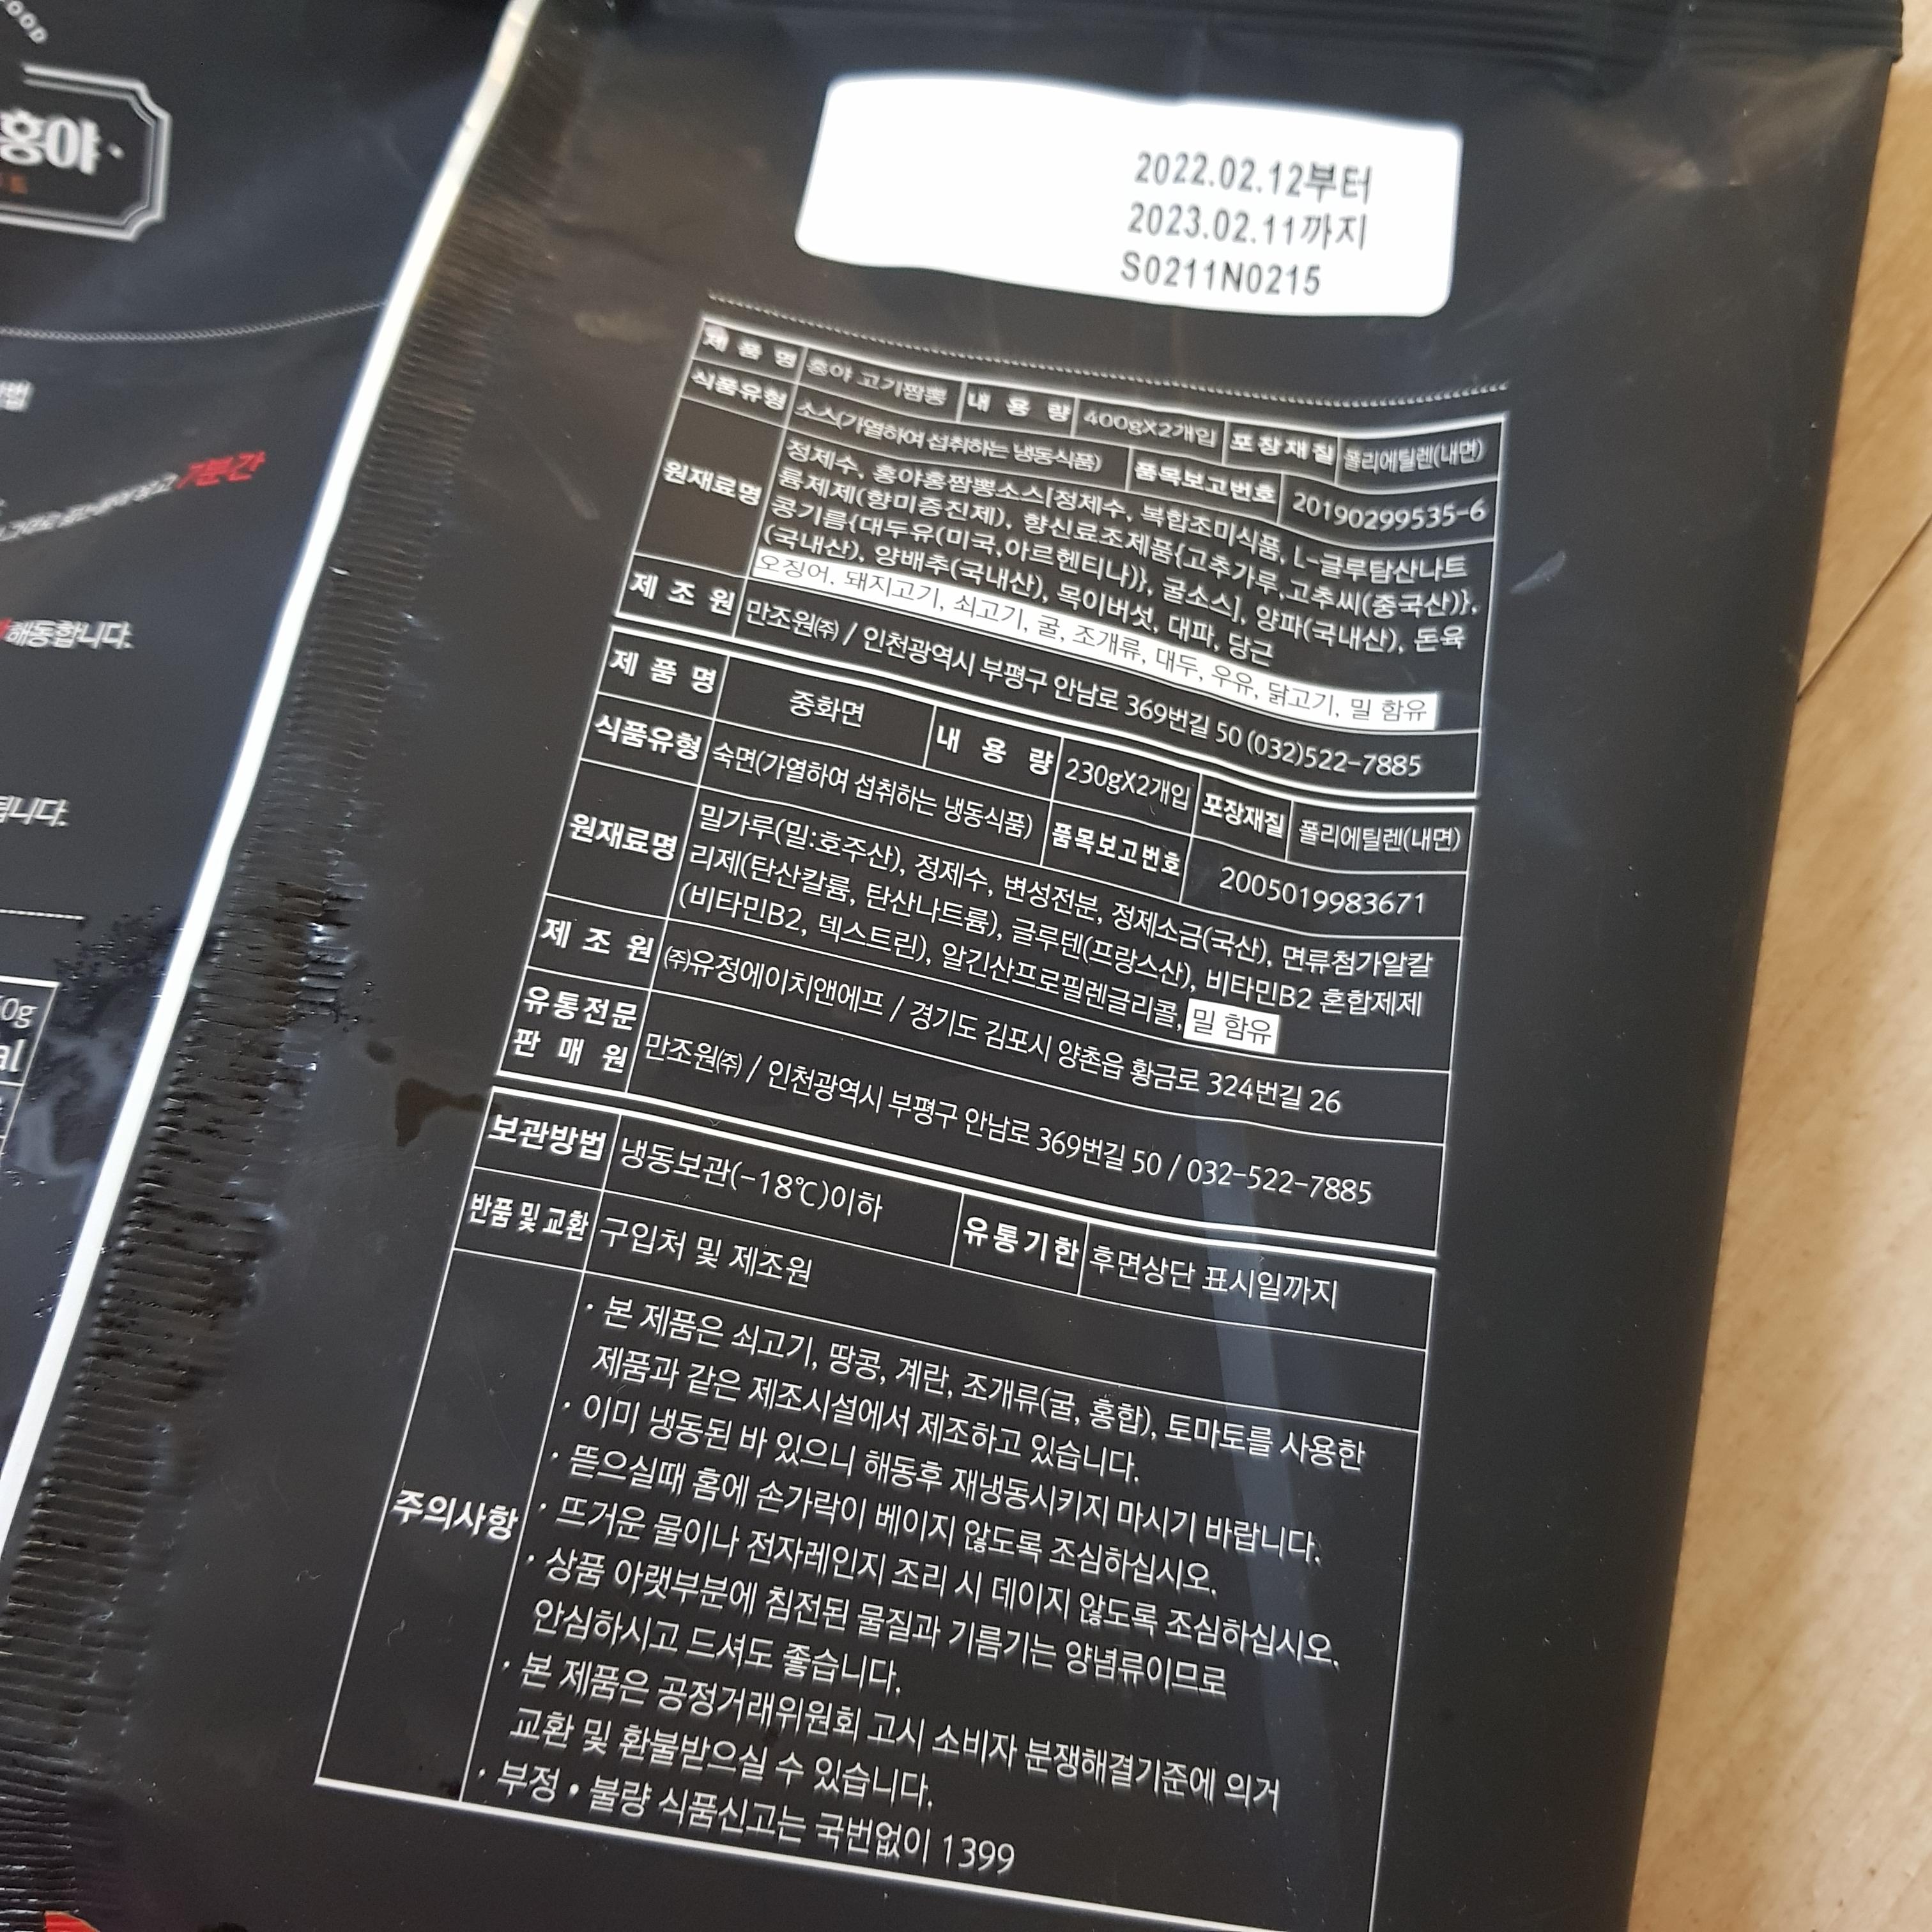 OOD
홍야
법
7분간
해동합니다.
됩니다.
0g
al
2022.02.12부터
2023.02.11까지
S0211N0215
제 품 명 홍야 고기짬뽕 내 용 량 400gX2개입 포장재질 폴리에틸렌(내면)
식품유형 소스(가열하여 섭취하는 냉동식품) 품목보고번호 20190299535-6
원재료명 정제수, 홍야홍짬뽕소스[정제수, 복합조미식품, L-글루탐산나트
륨제제(향미증진제), 향신료조제품{고추가루,고추씨(중국산)},
콩기름{대두유(미국,아르헨티나)}, 굴소스], 양파(국내산), 돈육
(국내산), 양배추(국내산), 목이버섯, 대파, 당근
오징어, 돼지고기, 쇠고기, 굴, 조개류, 대두, 우유, 닭고기, 밀 함유
제 조 원 만조원㈜ / 인천광역시 부평구 안남로 369번길 50 (032)522-7885
제 품 명 중화면 내 용 량 230gX2개입 포장재질 폴리에틸렌(내면)
식품유형 숙면(가열하여 섭취하는 냉동식품) 품목보고번호 2005019983671
원재료명 밀가루(밀:호주산), 정제수, 변성전분, 정제소금(국산), 면류첨가알칼
리제(탄산칼륨, 탄산나트륨), 글루텐(프랑스산), 비타민B2 혼합제제
(비타민B2, 덱스트린), 알긴산프로필렌글리콜, 밀 함유
제 조 원 ㈜유정에이치앤에프 / 경기도 김포시 양촌읍 황금로 324번길 26
유통전문
판 매 원 만조원㈜ / 인천광역시 부평구 안남로 369번길 50 / 032-522-7885
보관방법 냉동보관(-18℃)이하 유통기한 후면상단 표시일까지
반품 및 교환 구입처 및 제조원
주의사항
· 본 제품은 쇠고기, 땅콩, 계란, 조개류(굴, 홍합), 토마토를 사용한
제품과 같은 제조시설에서 제조하고 있습니다.
· 이미 냉동된 바 있으니 해동후 재냉동시키지 마시기 바랍니다.
· 뜯으실때 홈에 손가락이 베이지 않도록 조심하십시오.
· 뜨거운 물이나 전자레인지 조리 시 데이지 않도록 조심하십시오.
· 상품 아랫부분에 침전된 물질과 기름기는 양념류이므로
안심하시고 드셔도 좋습니다.
· 본 제품은 공정거래위원회 고시 소비자 분쟁해결기준에 의거
교환 및 환불받으실 수 있습니다.
· 부정 • 불량 식품신고는 국번없이 1399